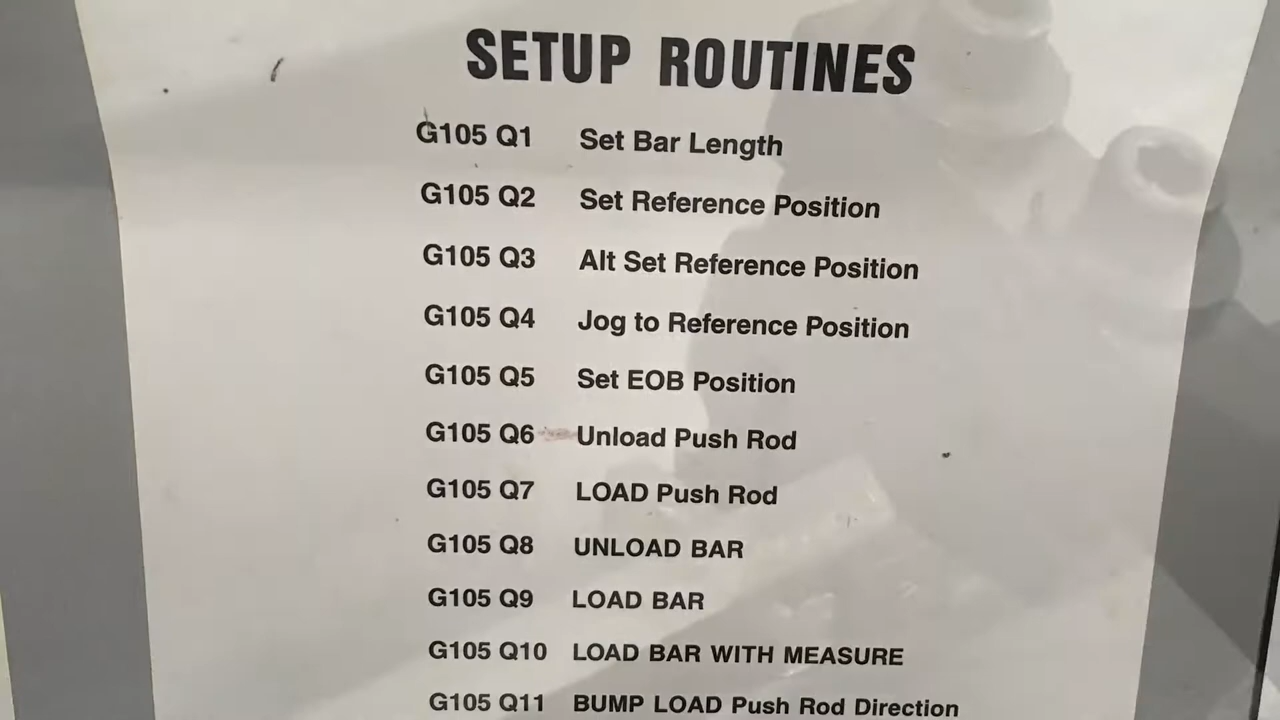 SETUP ROUTINES
G105 Q1 Set Bar Length
G105 Q2 Set Reference Position
G105 Q3 Alt Set Reference Position
G105 Q4 Jog to Reference Position
G105 Q5 Set EOB Position
G105 Q6 Unload Push Rod
G105 Q7 LOAD Push Rod
G105 Q8 UNLOAD BAR
G105 Q9 LOAD BAR
G105 Q10 LOAD BAR WITH MEASURE
G105 Q11 BUMP LOAD Push Rod Direction